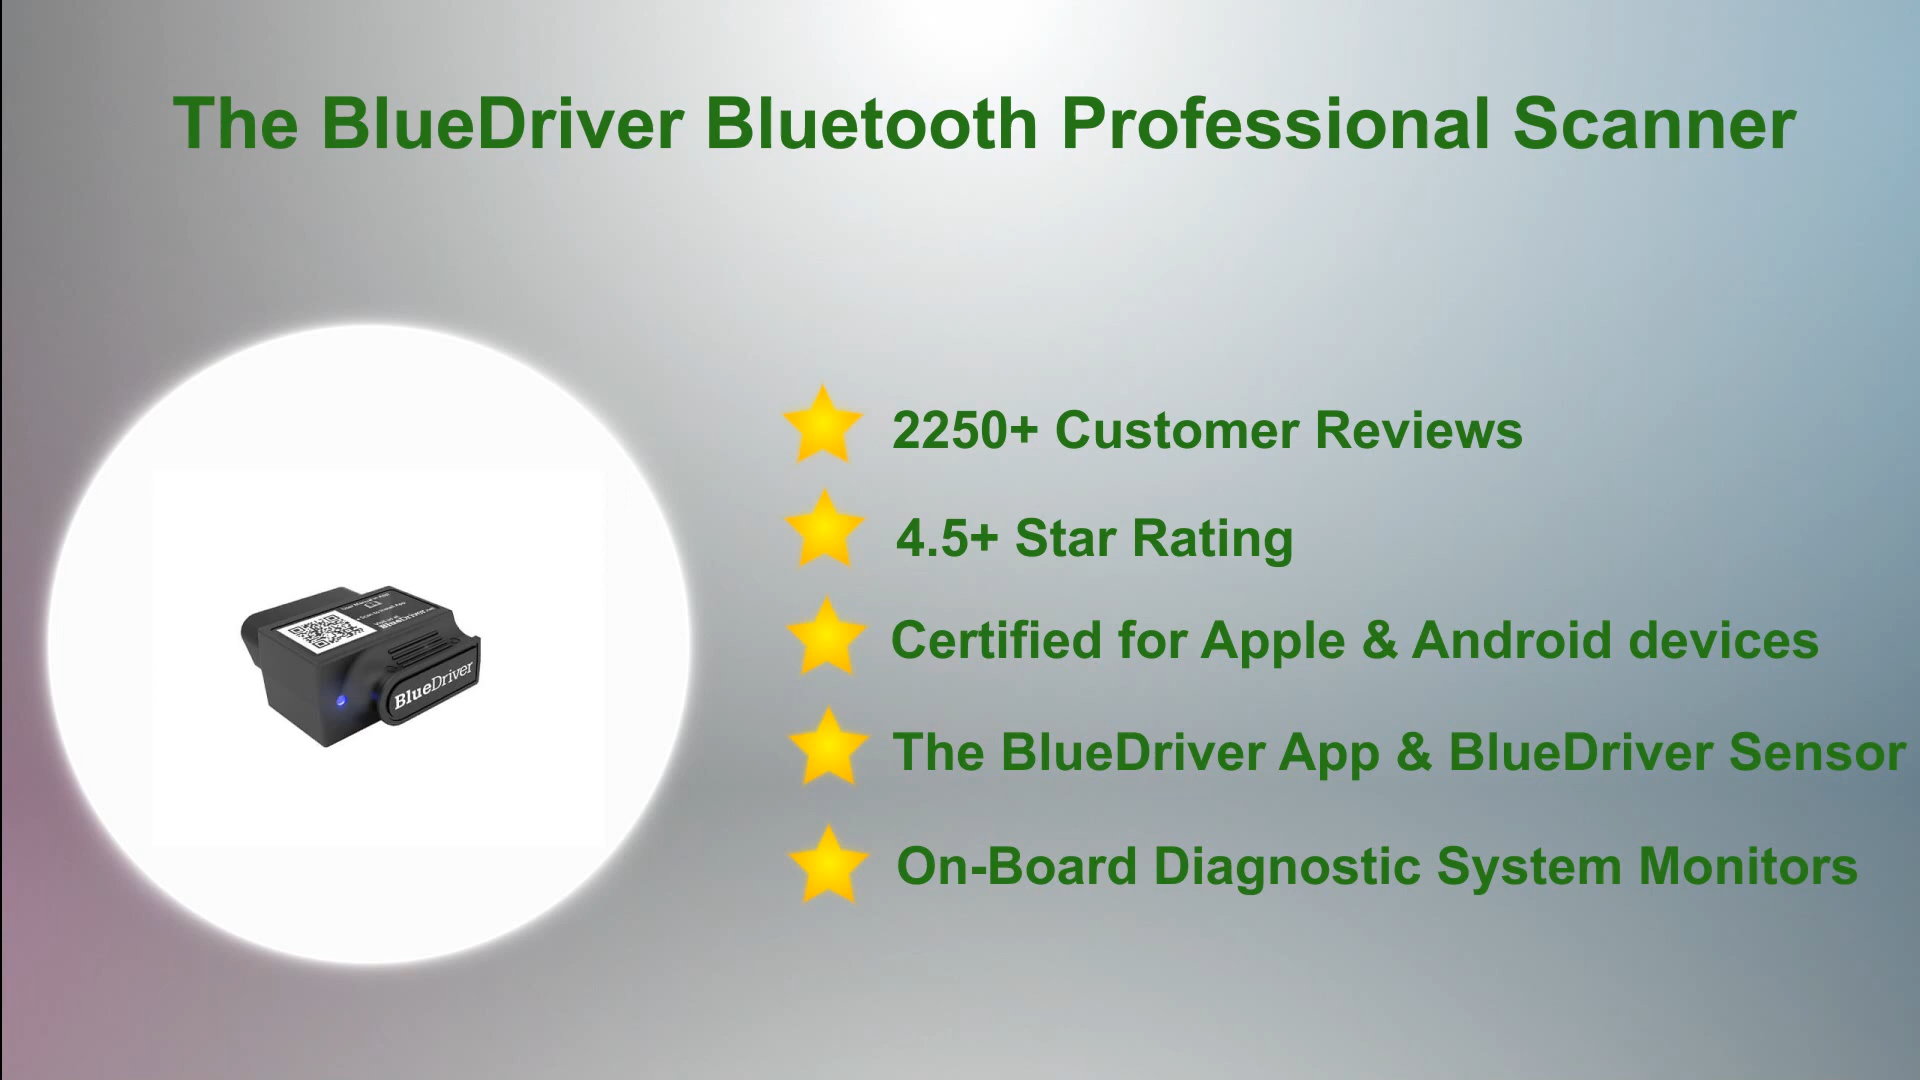 The BlueDriver Bluetooth Professional Scanner
2250+ Customer Reviews
4.5+ Star Rating
Certified for Apple & Android devices
The BlueDriver App & BlueDriver Sensor
On-Board Diagnostic System Monitors
BlueDriver